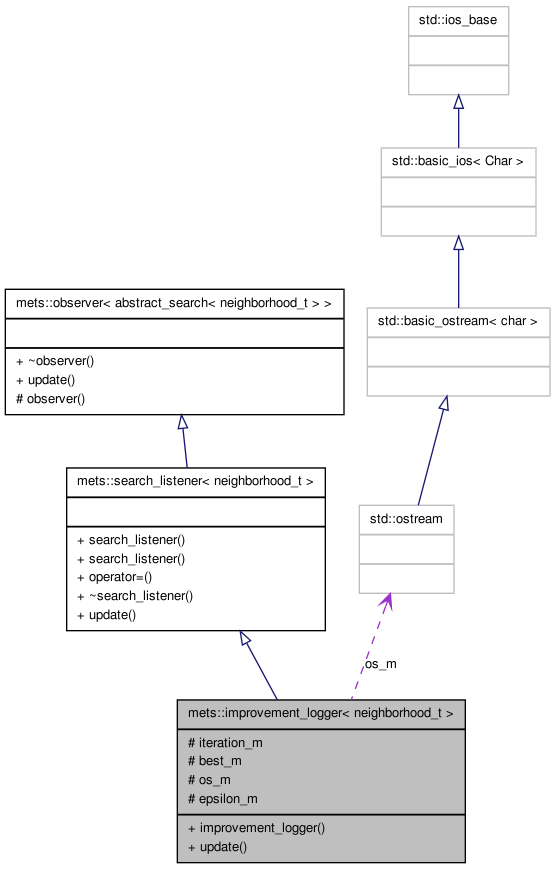 std::ios_base
std::basic_ios< Char >
mets::observer< abstract_search< neighborhood_t > >
+ ~observer()
+ update()
# observer()
std::basic_ostream< char >
mets::search_listener< neighborhood_t >
+ search_listener()
+ search_listener()
+ operator=()
+ ~search_listener()
+ update()
std::ostream
os_m
mets::improvement_logger< neighborhood_t >
# iteration_m
# best_m
# os_m
# epsilon_m
+ improvement_logger()
+ update()